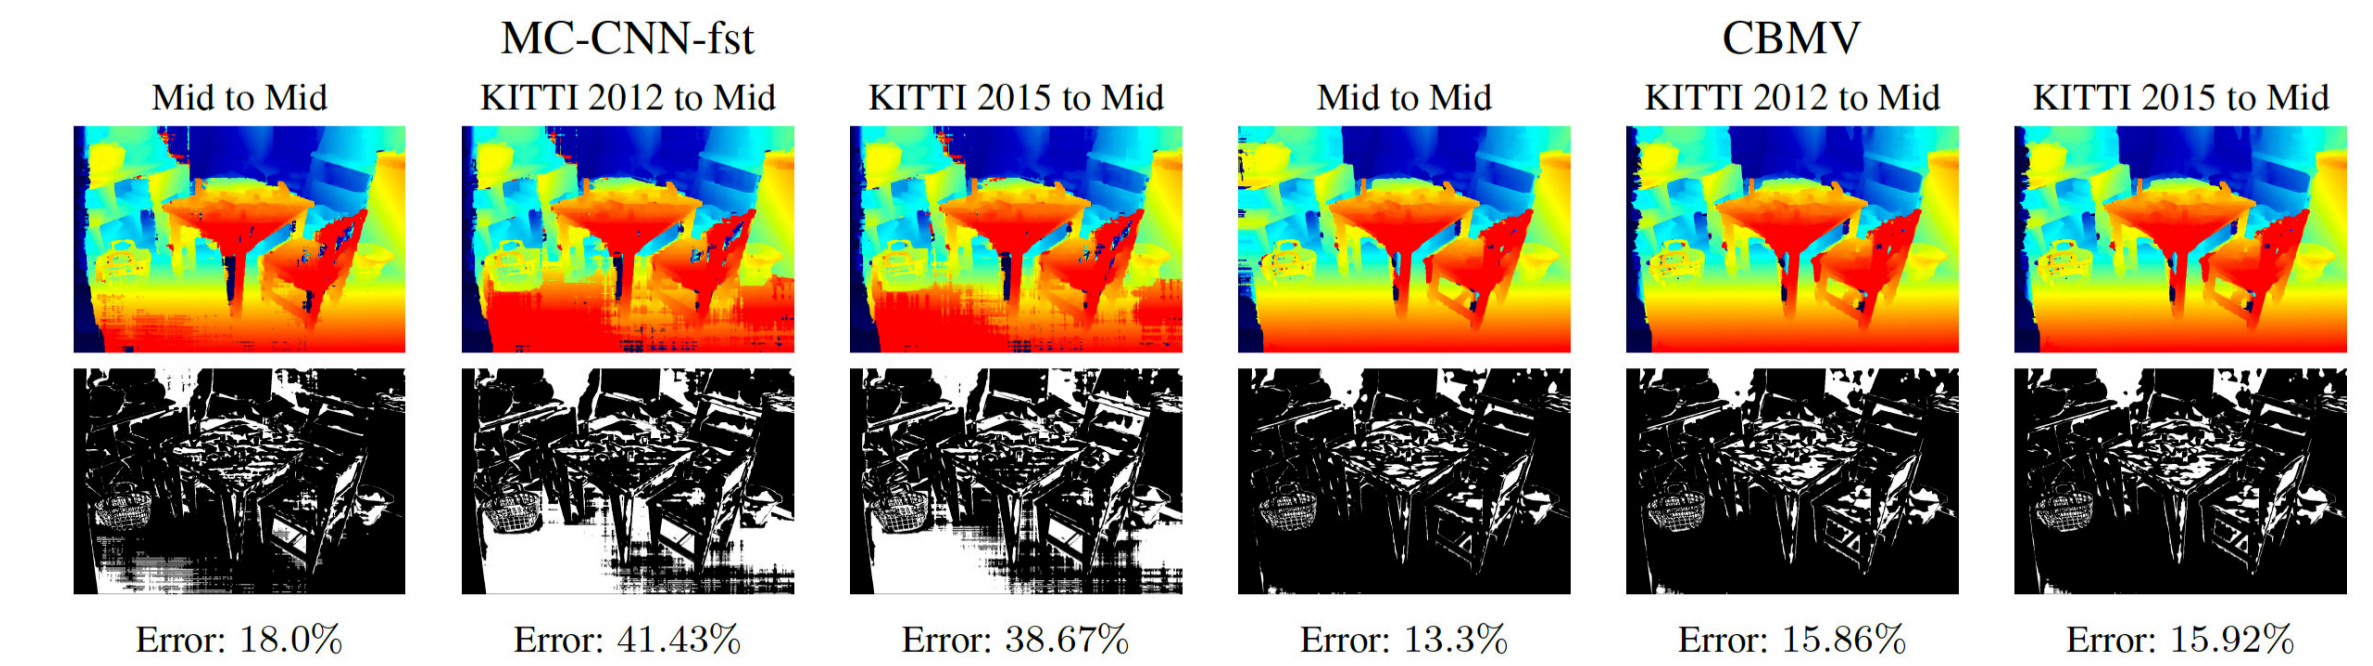 MC-CNN-fst CBMV
Mid to Mid KITTI 2012 to Mid KITTI 2015 to Mid Mid to Mid KITTI 2012 to Mid KITTI 2015 to Mid
Error: 18.0% Error: 41.43% Error: 38.67% Error: 13.3% Error: 15.86% Error: 15.92%